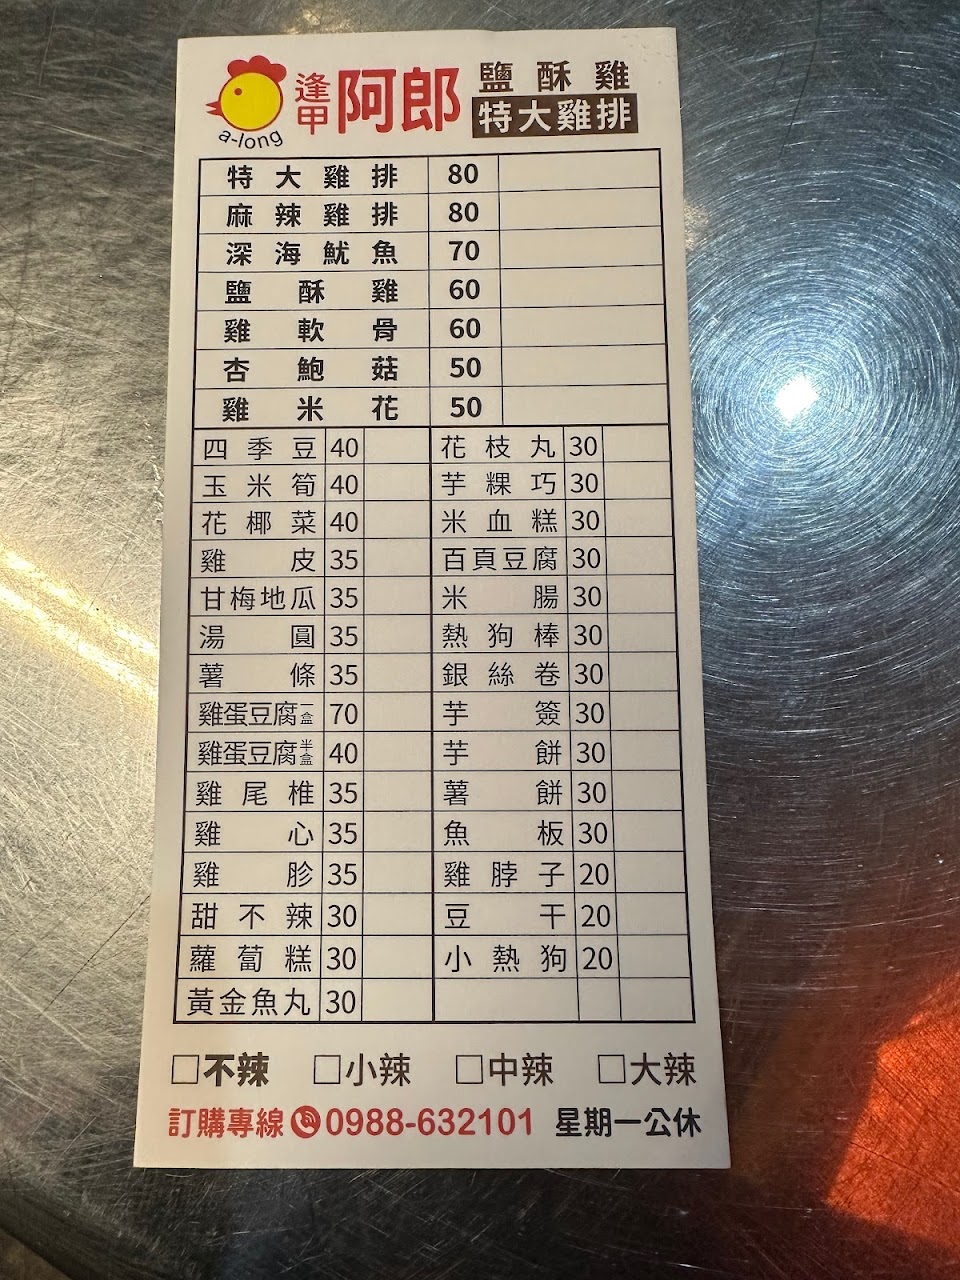 a-long
逢甲 阿郎 鹽酥雞
特大雞排
特大雞排 80
麻辣雞排 80
深海魷魚 70
鹽酥雞 60
雞軟骨 60
杏鮑菇 50
雞米花 50
四季豆 40 花枝丸 30
玉米筍 40 芋粿巧 30
花椰菜 40 米血糕 30
雞皮 35 百頁豆腐 30
甘梅地瓜 35 米腸 30
湯圓 35 熱狗棒 30
薯條 35 銀絲卷 30
雞蛋豆腐一盒 70 芋簽 30
雞蛋豆腐半盒 40 芋餅 30
雞尾椎 35 薯餅 30
雞心 35 魚板 30
雞胗 35 雞脖子 20
甜不辣 30 豆干 20
蘿蔔糕 30 小熱狗 20
黃金魚丸 30
□不辣 □小辣 □中辣 □大辣
訂購專線 0988-632101 星期一公休